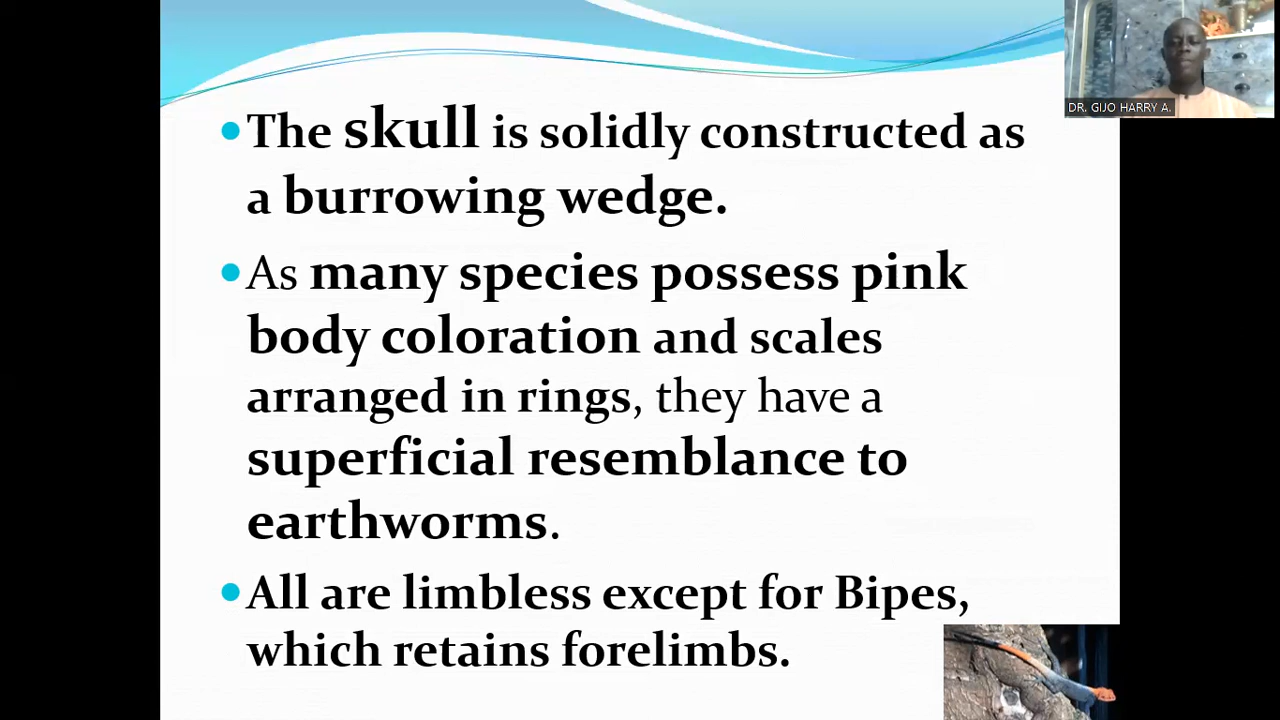 DR. GIJO HARRY A.
•The skull is solidly constructed as
a burrowing wedge.
•As many species possess pink
body coloration and scales
arranged in rings, they have a
superficial resemblance to
earthworms.
•All are limbless except for Bipes,
which retains forelimbs.